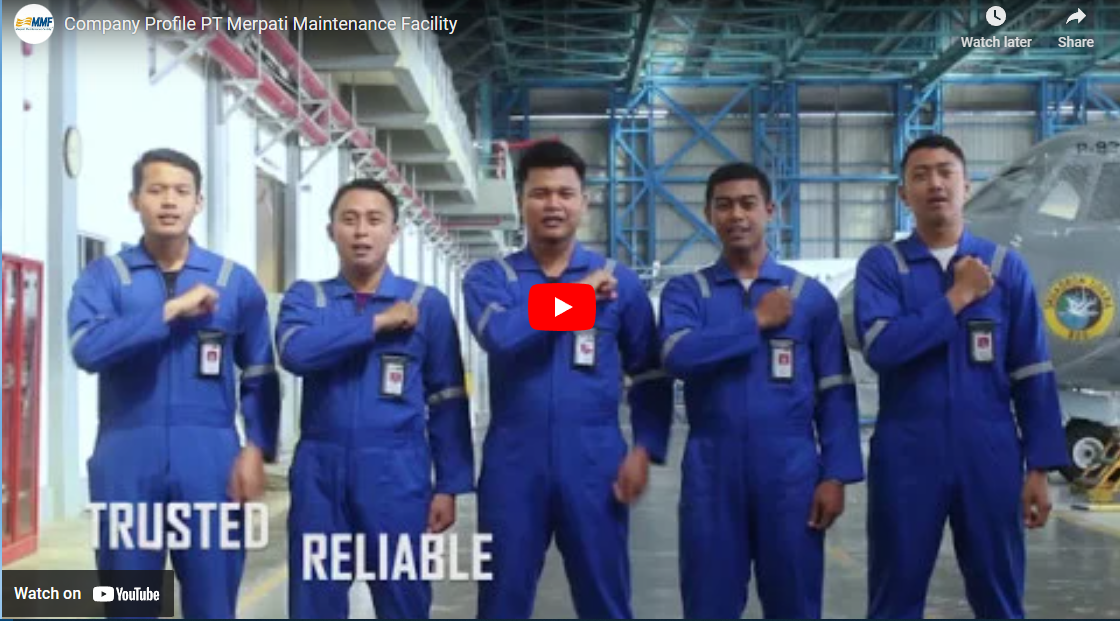 MMF
Company Profile PT Merpati Maintenance Facility
Watch later
Share
TRUSTED
RELIABLE
Watch on YouTube